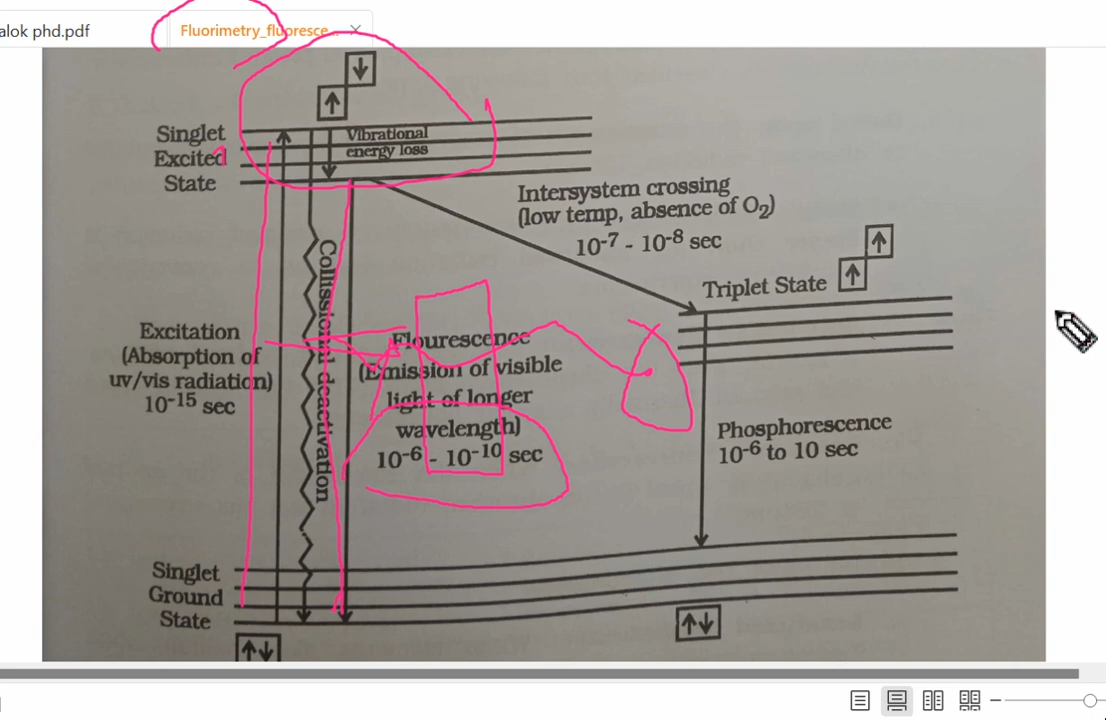 alok phd.pdf
Fluorimetry_fluoresce...
Singlet
Excited
State
Vibrational
energy loss
Intersystem crossing
(low temp, absence of O₂)
10⁻⁷ - 10⁻⁸ sec
Triplet State
Excitation
(Absorption of
uv/vis radiation)
10⁻¹⁵ sec
Collissional deactivation
Flourescence
(Emission of visible
light of longer
wavelength)
10⁻⁶ - 10⁻¹⁰ sec
Phosphorescence
10⁻⁶ to 10 sec
Singlet
Ground
State